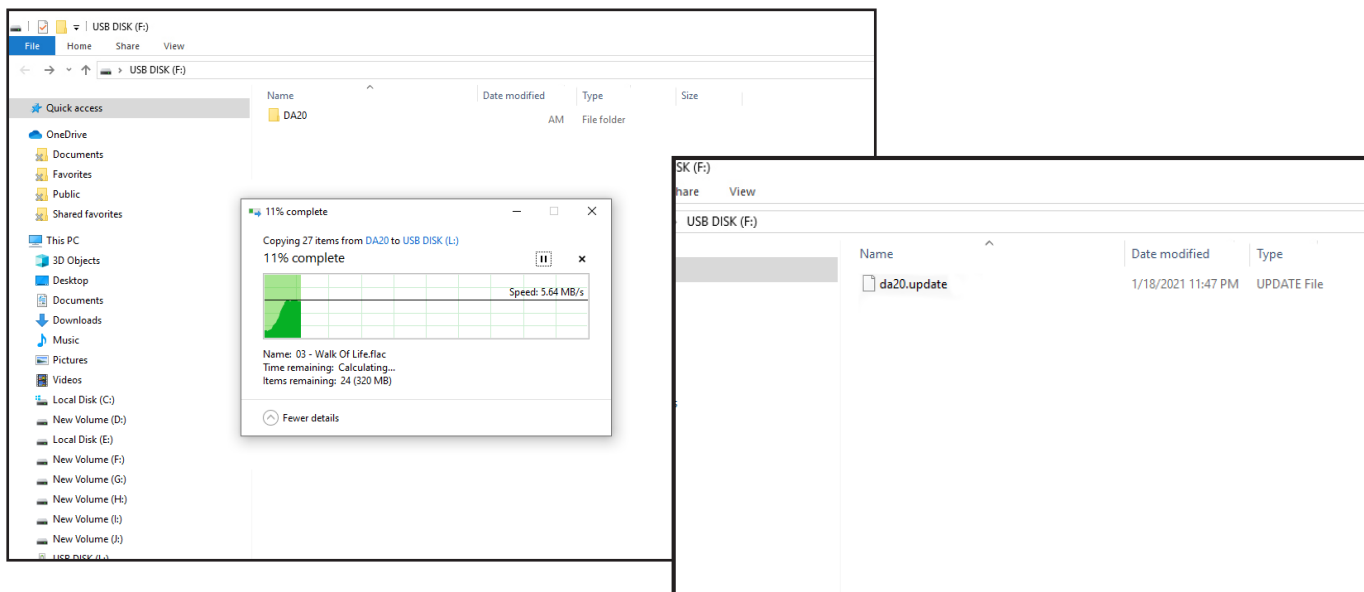 USB DISK (F:)
File Home Share View
USB DISK (F:)
Name Date modified Type Size
Quick access
DA20 AM File folder
OneDrive
Documents
Favorites
Public
Shared favorites
This PC
3D Objects
Desktop
Documents
Downloads
Music
Pictures
Videos
Local Disk (C:)
New Volume (D:)
Local Disk (E:)
New Volume (F:)
New Volume (G:)
New Volume (H:)
New Volume (I:)
New Volume (J:)
USB DISK (L:)
11% complete
Copying 27 items from DA20 to USB DISK (L:)
11% complete
Speed: 5.64 MB/s
Name: 03 - Walk Of Life.flac
Time remaining: Calculating...
Items remaining: 24 (320 MB)
Fewer details
SK (F:)
hare View
USB DISK (F:)
Name Date modified Type
da20.update 1/18/2021 11:47 PM UPDATE File